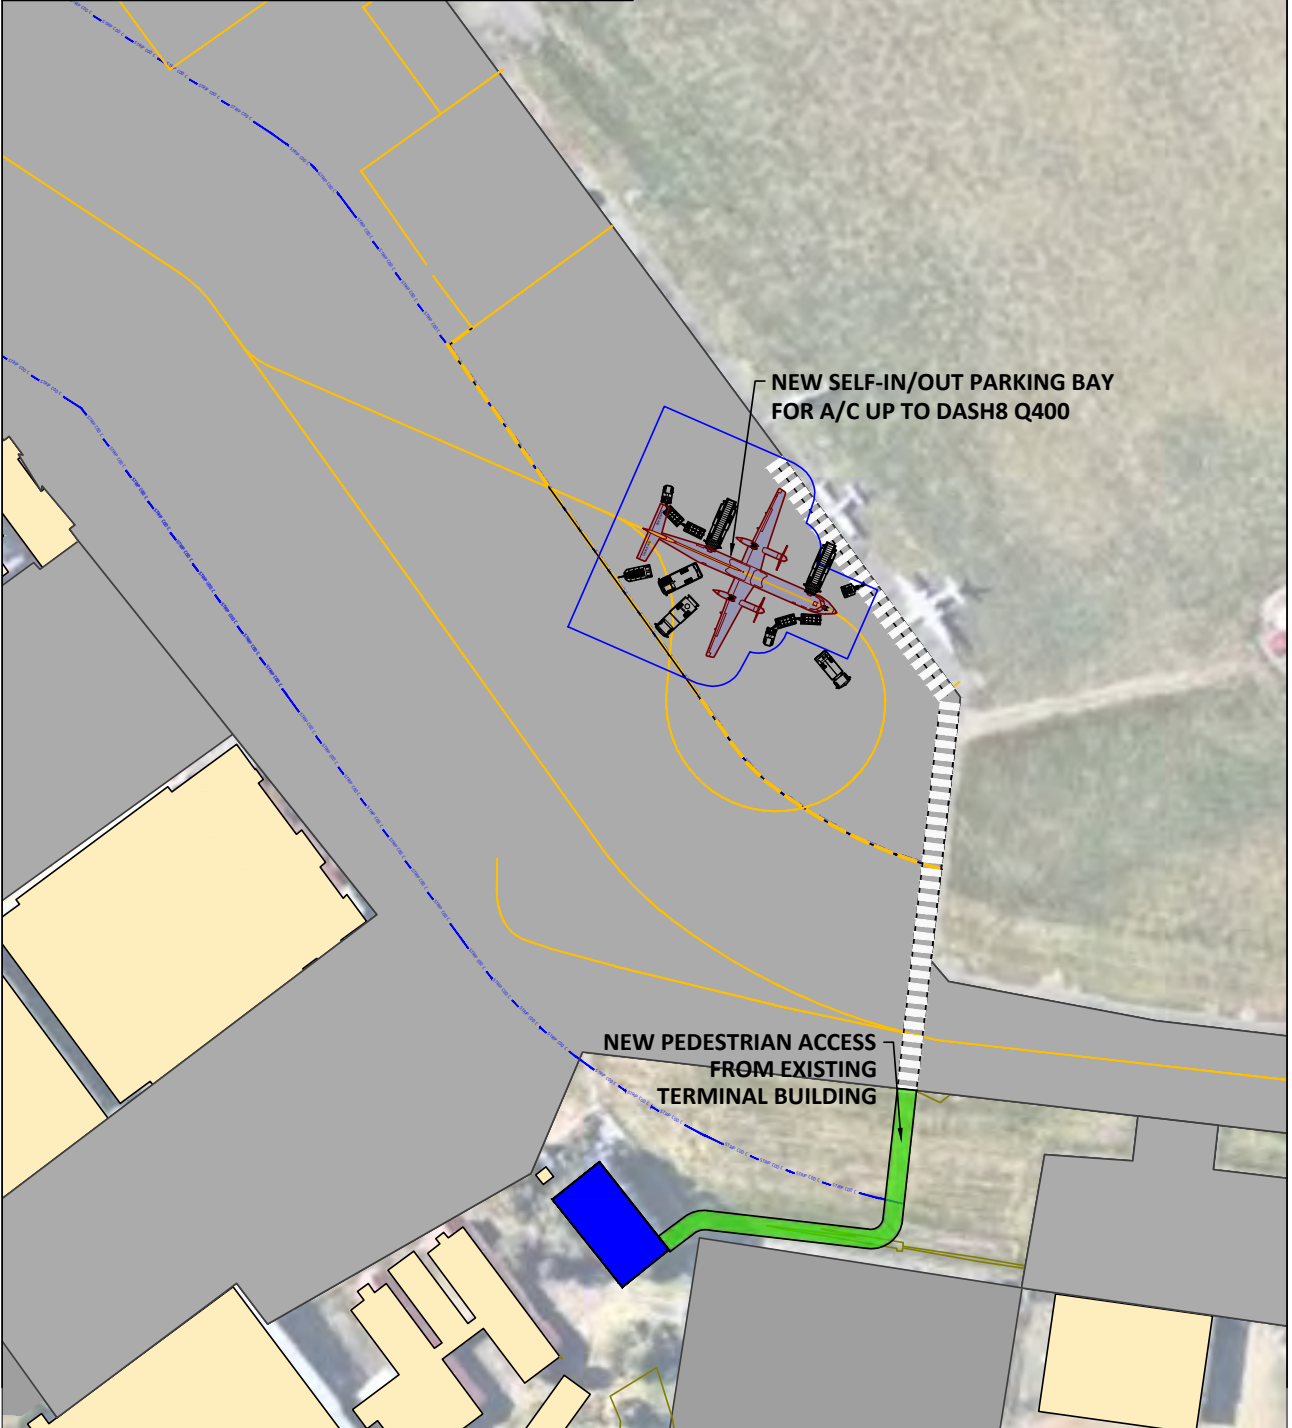 NEW SELF-IN/OUT PARKING BAY
FOR A/C UP TO DASH8 Q400
NEW PEDESTRIAN ACCESS
FROM EXISTING
TERMINAL BUILDING